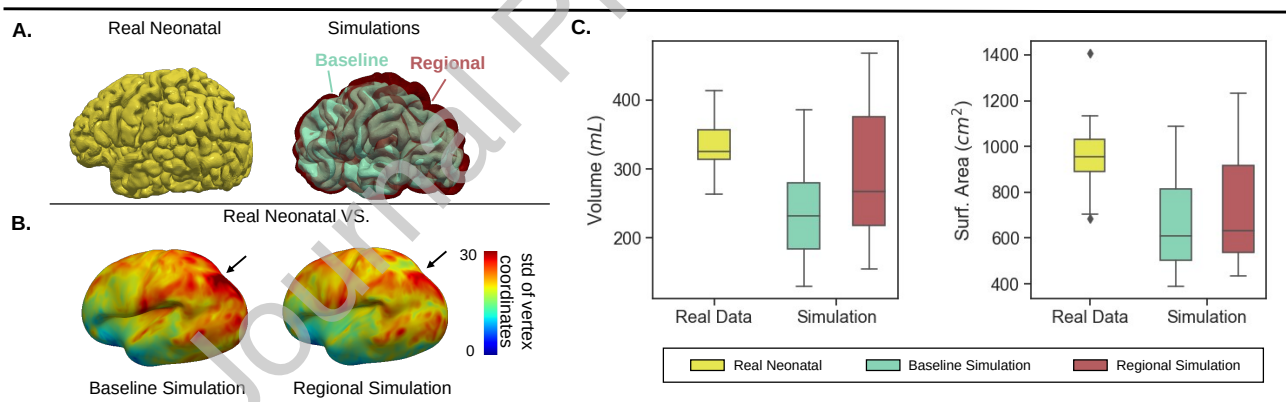 A.
Real Neonatal
Simulations
Baseline
Regional
Real Neonatal VS.
B.
30
0
std of vertex
coordinates
Baseline Simulation
Regional Simulation
C.
Volume (mL)
400
300
200
Real Data
Simulation
Surf. Area (cm²)
1400
1200
1000
800
600
400
Real Data
Simulation
Real Neonatal
Baseline Simulation
Regional Simulation
Journal P